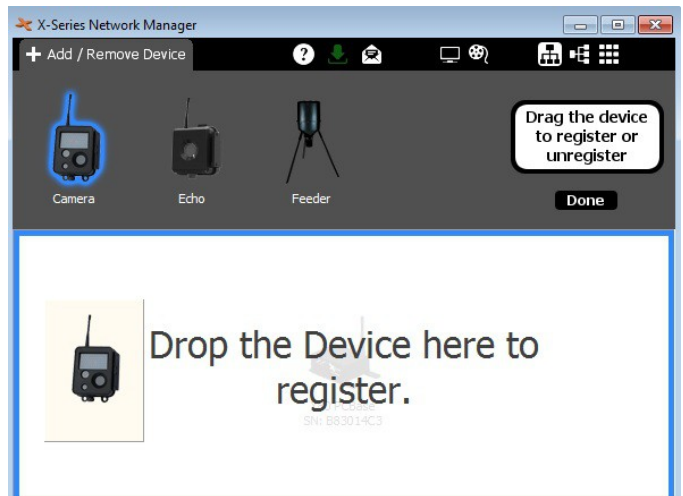 X-Series Network Manager
Add / Remove Device
?
Drag the device
to register or
unregister
Camera
Echo
Feeder
Done
Drop the Device here to
register.
PCBase
SN: B83014C3